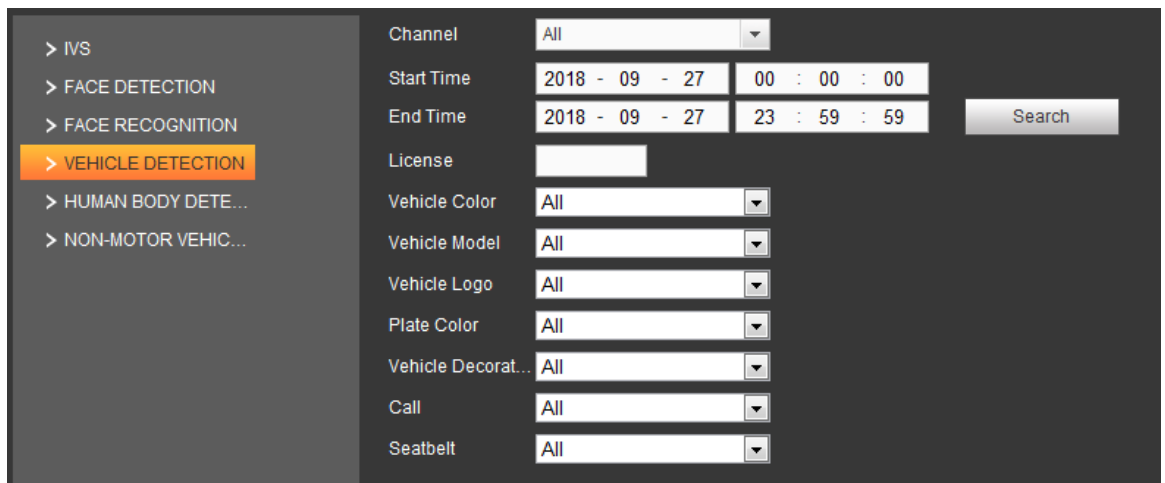 > IVS
> FACE DETECTION
> FACE RECOGNITION
> VEHICLE DETECTION
> HUMAN BODY DETE...
> NON-MOTOR VEHIC...
Channel All
Start Time 2018 - 09 - 27 00 : 00 : 00
End Time 2018 - 09 - 27 23 : 59 : 59 Search
License
Vehicle Color All
Vehicle Model All
Vehicle Logo All
Plate Color All
Vehicle Decorat... All
Call All
Seatbelt All